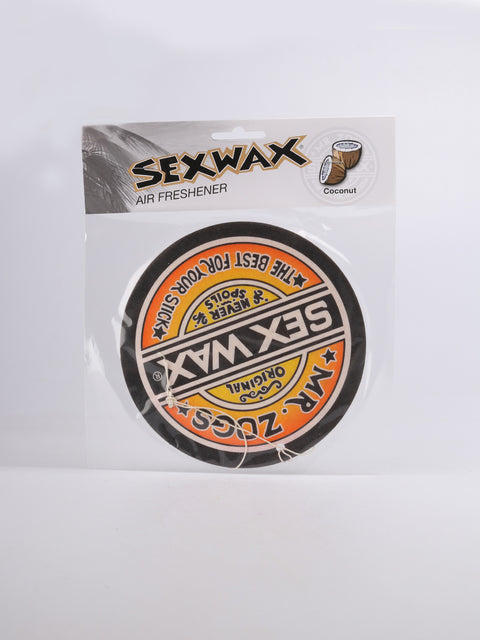 SEXWAX®
AIR FRESHENER
Coconut
MR. ZOGS
ORIGINAL
SEX WAX®
NEVER SPOILS
THE BEST FOR YOUR STICK